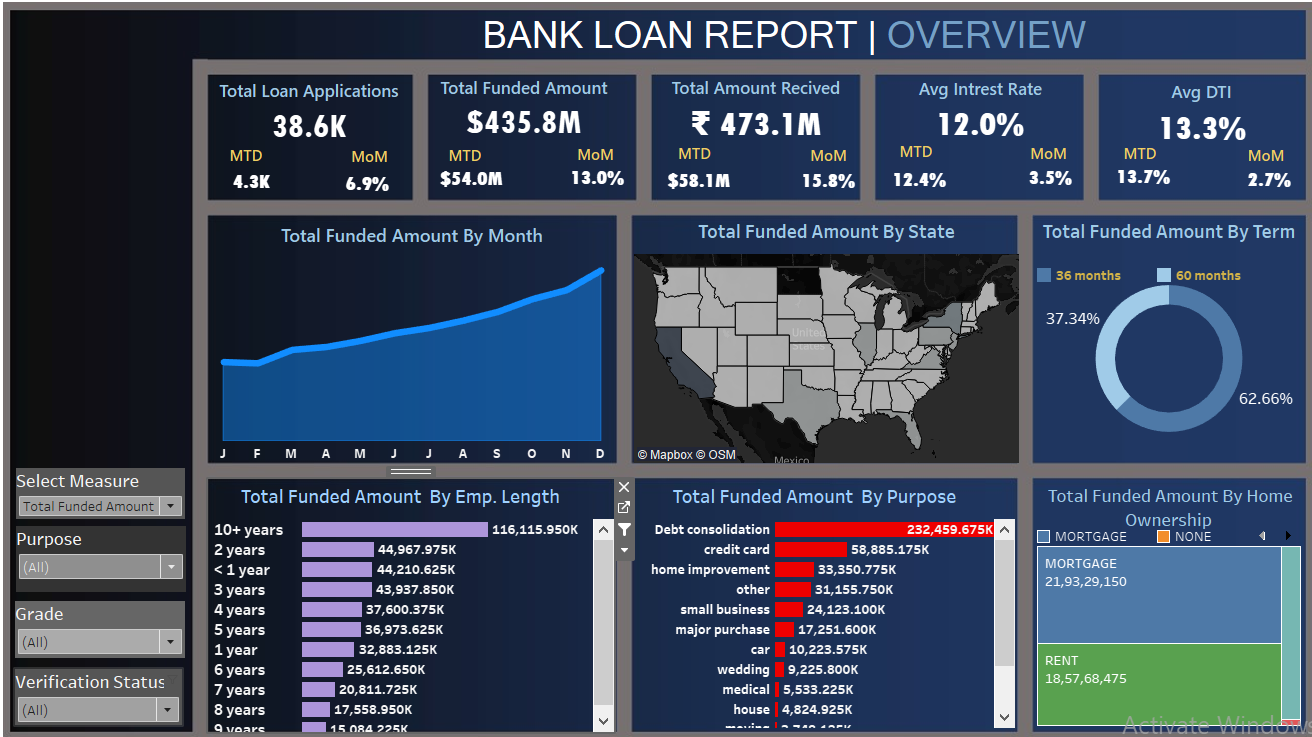 BANK LOAN REPORT | OVERVIEW
Total Loan Applications
38.6K
MTD
MoM
4.3K
6.9%
Total Funded Amount
$435.8M
MTD
MoM
$54.0M
13.0%
Total Amount Recived
₹ 473.1M
MTD
MoM
$58.1M
15.8%
Avg Intrest Rate
12.0%
MTD
MoM
12.4%
3.5%
Avg DTI
13.3%
MTD
MoM
13.7%
2.7%
Total Funded Amount By Month
J F M A M J J A S O N D
Total Funded Amount By State
United
States
Mexico
© Mapbox © OSM
Total Funded Amount By Term
36 months
60 months
37.34%
62.66%
Select Measure
Total Funded Amount
Purpose
(All)
Grade
(All)
Verification Status
(All)
Total Funded Amount By Emp. Length
10+ years 116,115.950K
2 years 44,967.975K
< 1 year 44,210.625K
3 years 43,937.850K
4 years 37,600.375K
5 years 36,973.625K
1 year 32,883.125K
6 years 25,612.650K
7 years 20,811.725K
8 years 17,558.950K
9 years 15,084.225K
Total Funded Amount By Purpose
Debt consolidation 232,459.675K
credit card 58,885.175K
home improvement 33,350.775K
other 31,155.750K
small business 24,123.100K
major purchase 17,251.600K
car 10,223.575K
wedding 9,225.800K
medical 5,533.225K
house 4,824.925K
moving
Total Funded Amount By Home
Ownership
MORTGAGE
NONE
MORTGAGE
21,93,29,150
RENT
18,57,68,475
Activate Windows